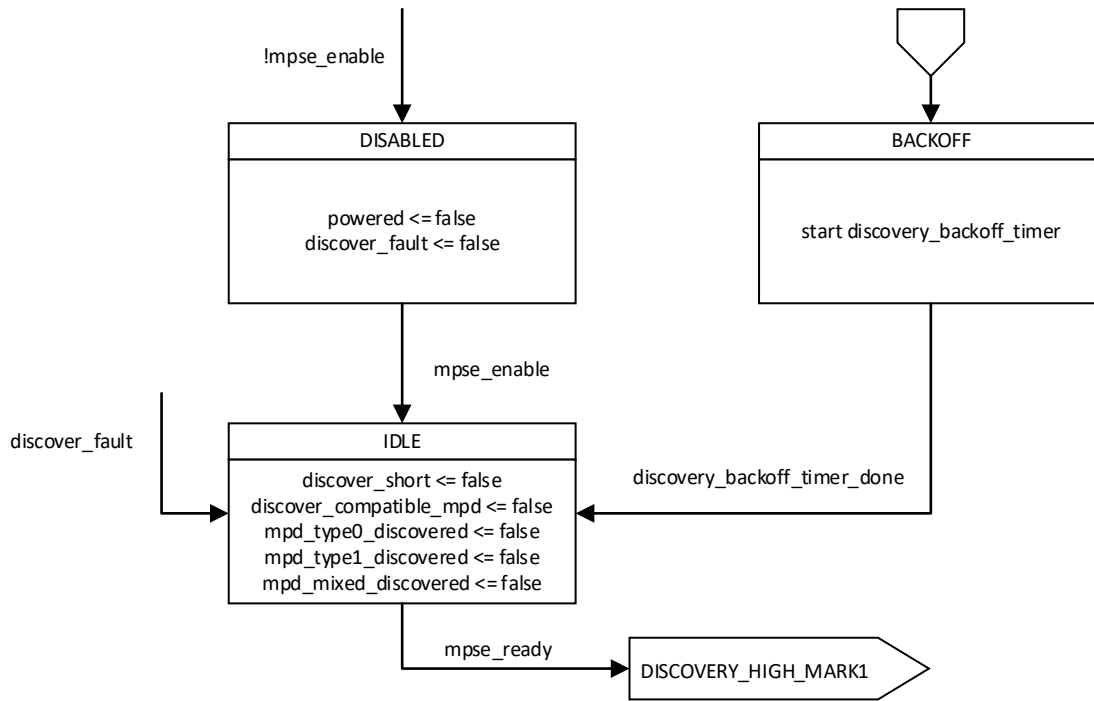 !mpse_enable
DISABLED
powered <= false
discover_fault <= false
BACKOFF
start discovery_backoff_timer
mpse_enable
discover_fault
IDLE
discover_short <= false
discover_compatible_mpd <= false
mpd_type0_discovered <= false
mpd_type1_discovered <= false
mpd_mixed_discovered <= false
discovery_backoff_timer_done
mpse_ready
DISCOVERY_HIGH_MARK1